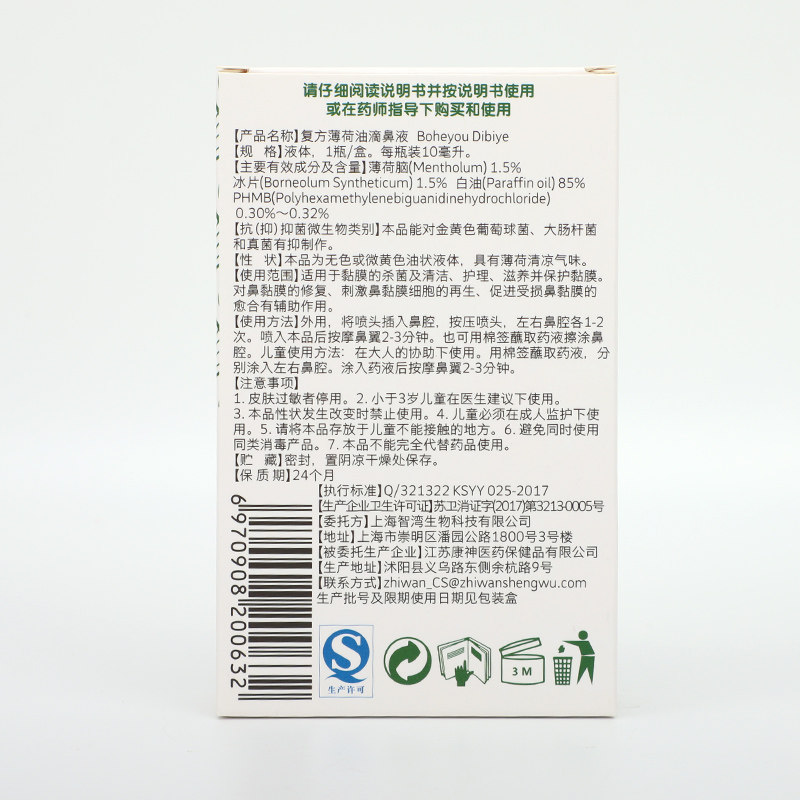 请仔细阅读说明书并按说明书使用
或在药师指导下购买和使用
【产品名称】复方薄荷油滴鼻液 Boheyou Dibiye
【规 格】液体，1瓶/盒。每瓶装10毫升。
【主要有效成分及含量】薄荷脑(Mentholum) 1.5%
冰片(Borneolum Syntheticum) 1.5% 白油(Paraffin oil) 85%
PHMB(Polyhexamethylenebiguanidinehydrochloride)
0.30%～0.32%
【抗(抑)抑菌微生物类别】本品能对金黄色葡萄球菌、大肠杆菌
和真菌有抑制作。
【性 状】本品为无色或微黄色油状液体，具有薄荷清凉气味。
【使用范围】适用于黏膜的杀菌及清洁、护理、滋养并保护黏膜。
对鼻黏膜的修复、刺激鼻黏膜细胞的再生、促进受损鼻黏膜的
愈合有辅助作用。
【使用方法】外用，将喷头插入鼻腔，按压喷头，左右鼻腔各1-2
次。喷入本品后按摩鼻翼2-3分钟。也可用棉签蘸取药液擦涂鼻
腔。儿童使用方法：在大人的协助下使用。用棉签蘸取药液，分
别涂入左右鼻腔。涂入药液后按摩鼻翼2-3分钟。
【注意事项】
1. 皮肤过敏者停用。2. 小于3岁儿童在医生建议下使用。
3. 本品性状发生改变时禁止使用。4. 儿童必须在成人监护下使
用。5. 请将本品存放于儿童不能接触的地方。6. 避免同时使用
同类消毒产品。7. 本品不能完全代替药品使用。
【贮 藏】密封，置阴凉干燥处保存。
【保 质 期】24个月
【执行标准】Q/321322 KSYY 025-2017
【生产企业卫生许可证】苏卫消证字(2017)第3213-0005号
【委托方】上海智湾生物科技有限公司
【地址】上海市崇明区潘园公路1800号3号楼
【被委托生产企业】江苏康神医药保健品有限公司
【生产地址】沭阳县义乌路东侧余杭路9号
【联系方式】zhiwan_CS@zhiwanshengwu.com
生产批号及限期使用日期见包装盒
6 970908 200632
生产许可
3 M